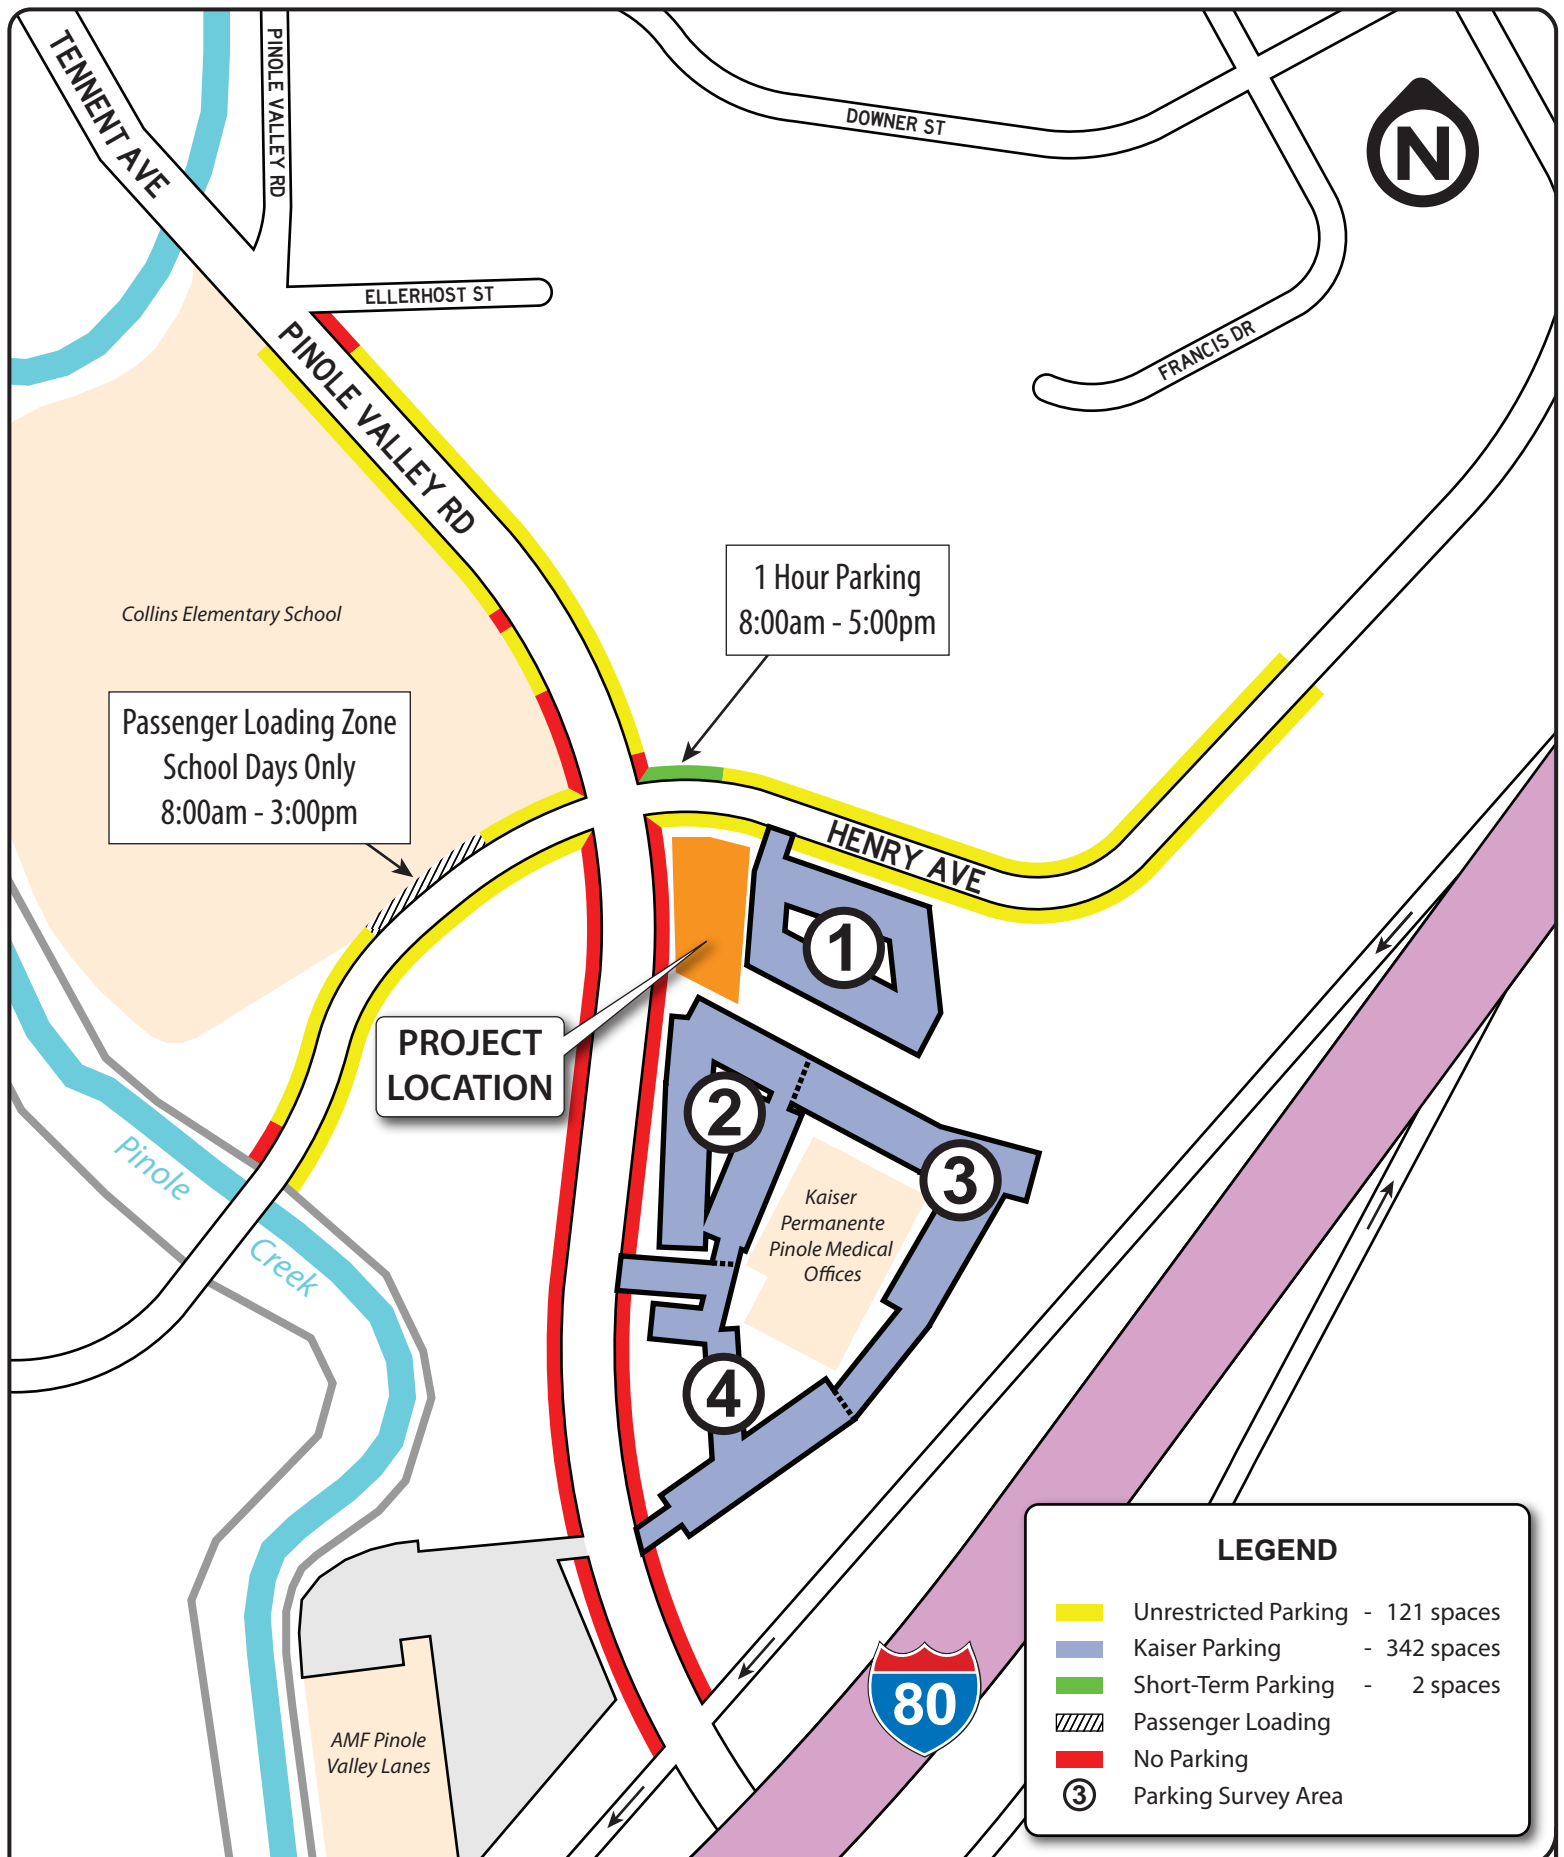 TENNENT AVE
PINOLE VALLEY RD
DOWNER ST
N
ELLERHOST ST
FRANCIS DR
PINOLE VALLEY RD
1 Hour Parking
8:00am - 5:00pm
Collins Elementary School
Passenger Loading Zone
School Days Only
8:00am - 3:00pm
HENRY AVE
1
PROJECT
LOCATION
2
3
Pinole
Creek
Kaiser
Permanente
Pinole Medical
Offices
4
AMF Pinole
Valley Lanes
80
LEGEND
Unrestricted Parking - 121 spaces
Kaiser Parking - 342 spaces
Short-Term Parking - 2 spaces
Passenger Loading
No Parking
3 Parking Survey Area